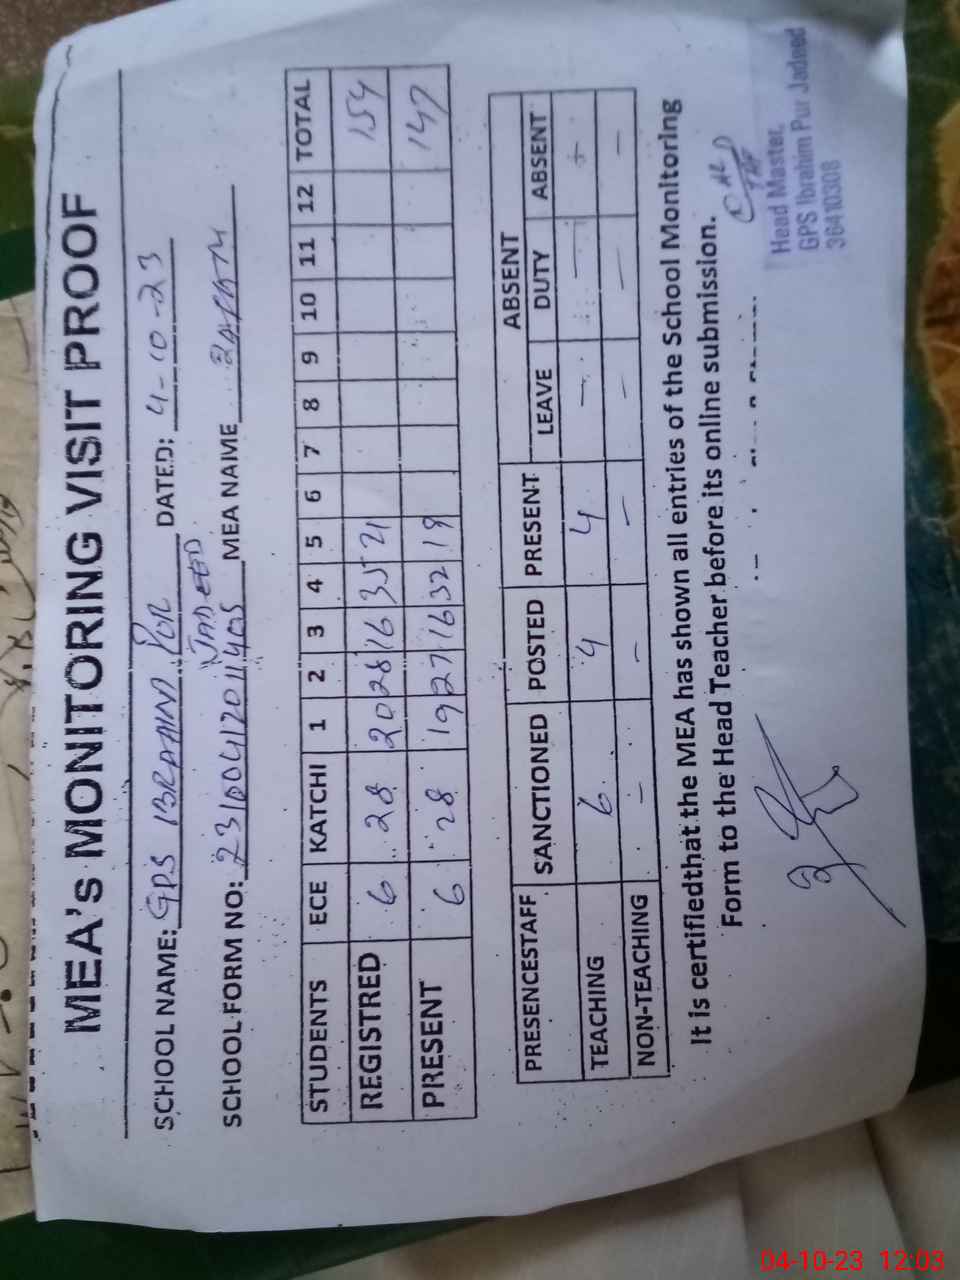 MEA's MONITORING VISIT PROOF
SCHOOL NAME: GPS IBRAHIM PUR JADEED DATED: 4-10-23
SCHOOL FORM NO: 23100412011405 MEA NAME
STUDENTS ECE KATCHI 1 2 3 4 5 6 7 8 9 10 11 12 TOTAL
REGISTRED 6 28 20 28 16 35 21 154
PRESENT 6 28 19 27 16 32 19 147
PRESENCESTAFF SANCTIONED POSTED PRESENT ABSENT
LEAVE DUTY ABSENT
TEACHING 6 4 4 - - -
NON-TEACHING - - - - - -
It is certifiedthat the MEA has shown all entries of the School Monitoring
Form to the Head Teacher before its online submission.
Head Master,
GPS Ibrahim Pur Jadeed
36410308
04-10-23 12:03